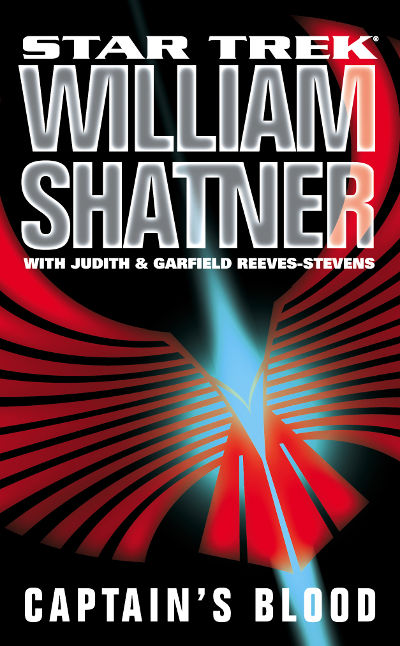 STAR TREK®
WILLIAM
SHATNER
WITH JUDITH & GARFIELD REEVES-STEVENS
CAPTAIN'S BLOOD